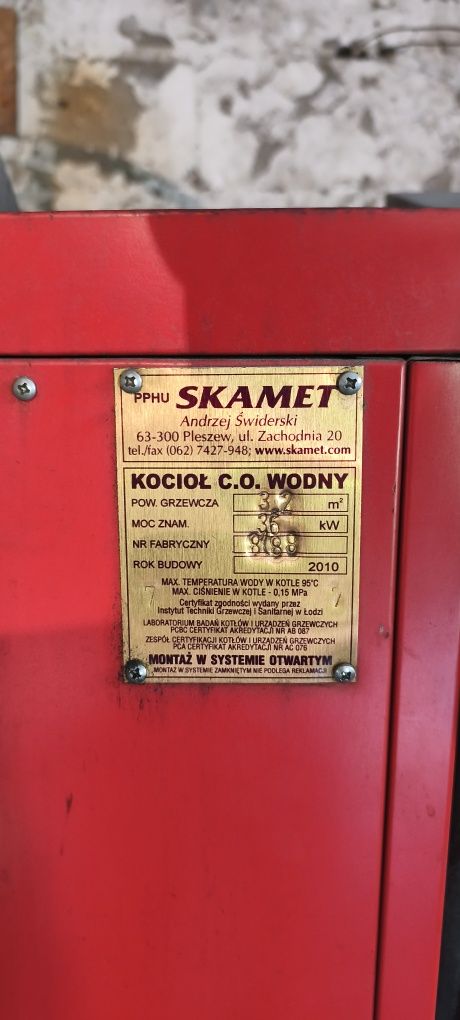 PPHU SKAMET
Andrzej Świderski
63-300 Pleszew, ul. Zachodnia 20
tel./fax (062) 7427-948; www.skamet.com
KOCIOŁ C.O. WODNY
POW. GRZEWCZA 3,2 m²
MOC ZNAM. 36 kW
NR FABRYCZNY
ROK BUDOWY 2010
MAX. TEMPERATURA WODY W KOTLE 95°C
MAX. CIŚNIENIE W KOTLE - 0,15 MPa
7 7
Certyfikat zgodności wydany przez
Instytut Techniki Grzewczej i Sanitarnej w Łodzi
LABORATORIUM BADAŃ KOTŁÓW I URZĄDZEŃ GRZEWCZYCH
PCBC CERTYFIKAT AKREDYTACJI NR AB 087
ZESPÓŁ CERTYFIKACJI KOTŁÓW I URZĄDZEŃ GRZEWCZYCH
PCA CERTYFIKAT AKREDYTACJI NR AC 076
MONTAŻ W SYSTEMIE OTWARTYM
MONTAŻ W SYSTEMIE ZAMKNIĘTYM NIE PODLEGA REKLAMACJI